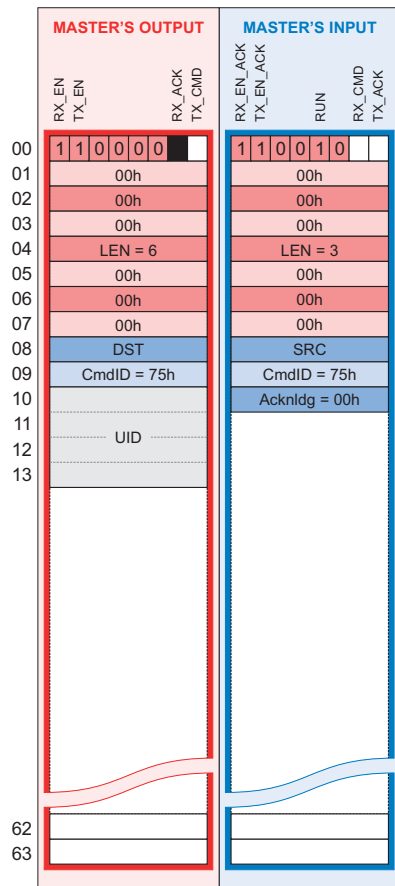 MASTER'S OUTPUT MASTER'S INPUT
RX_EN TX_EN RX_ACK TX_CMD RX_EN_ACK TX_EN_ACK RUN RX_CMD TX_ACK
00 1 1 0 0 0 0 1 1 0 0 1 0
01 00h 00h
02 00h 00h
03 00h 00h
04 LEN = 6 LEN = 3
05 00h 00h
06 00h 00h
07 00h 00h
08 DST SRC
09 CmdID = 75h CmdID = 75h
10 Acknldg = 00h
11
UID
12
13
62
63